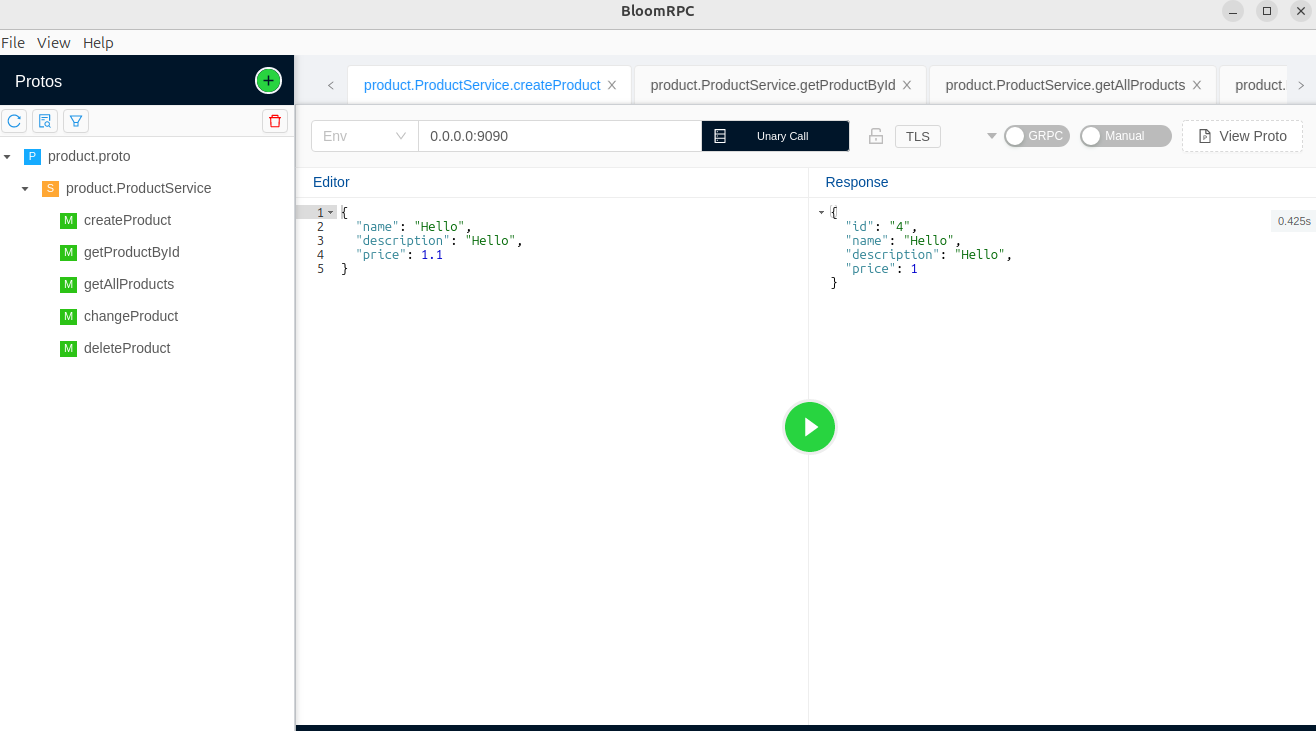 BloomRPC
File View Help
Protos
product.ProductService.createProduct
product.ProductService.getProductById
product.ProductService.getAllProducts
product.
Env
0.0.0.0:9090
Unary Call
TLS
GRPC
Manual
View Proto
P product.proto
S product.ProductService
M createProduct
M getProductById
M getAllProducts
M changeProduct
M deleteProduct
Editor
1 {
2 "name": "Hello",
3 "description": "Hello",
4 "price": 1.1
5 }
Response
{
"id": "4",
"name": "Hello",
"description": "Hello",
"price": 1
}
0.425s